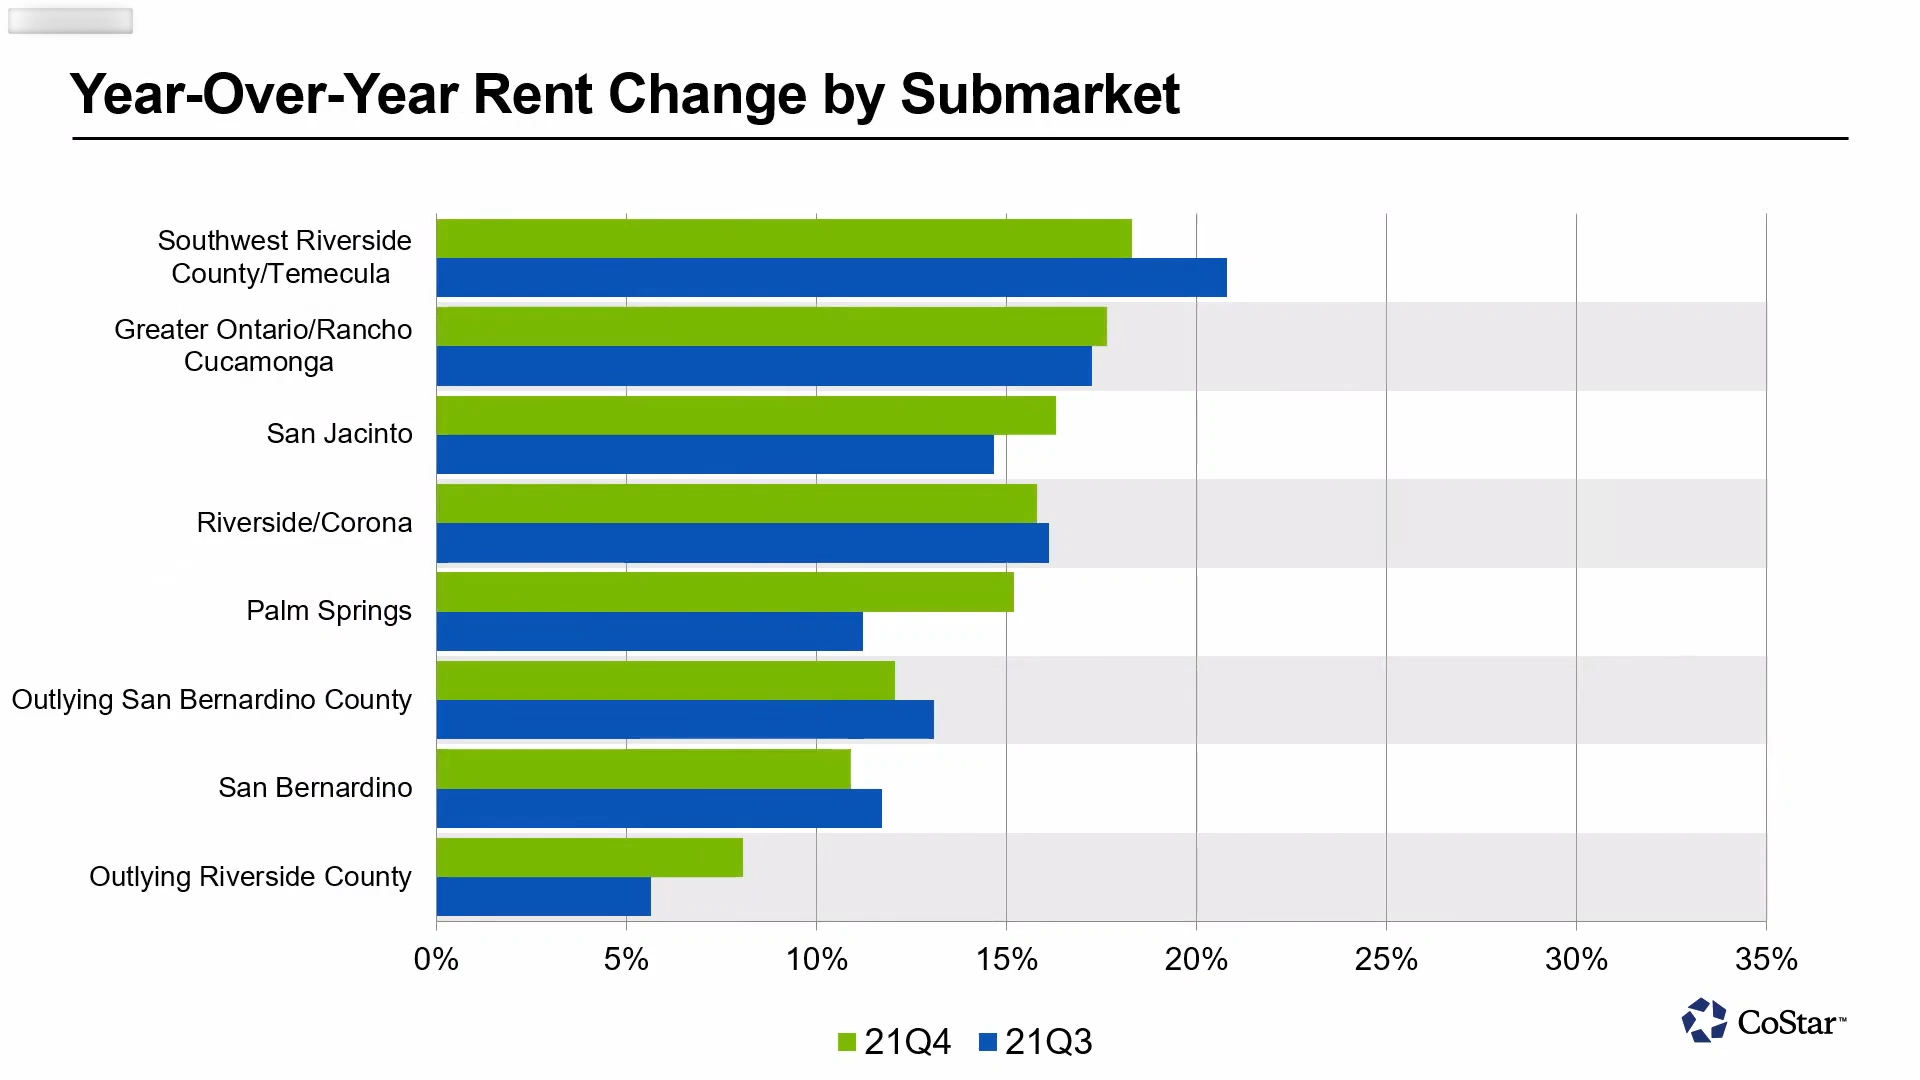 Year-Over-Year Rent Change by Submarket
Southwest Riverside
County/Temecula
Greater Ontario/Rancho
Cucamonga
San Jacinto
Riverside/Corona
Palm Springs
Outlying San Bernardino County
San Bernardino
Outlying Riverside County
0% 5% 10% 15% 20% 25% 30% 35%
21Q4 21Q3
CoStar™